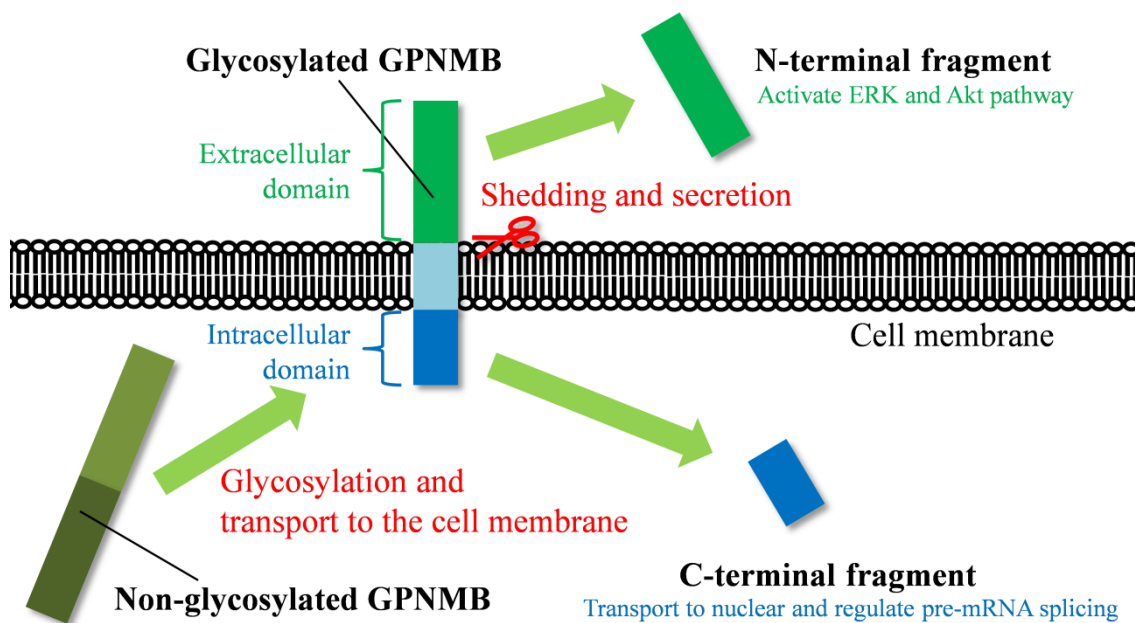 Glycosylated GPNMB
N-terminal fragment
Activate ERK and Akt pathway
Extracellular
domain
Shedding and secretion
Intracellular
domain
Cell membrane
Glycosylation and
transport to the cell membrane
Non-glycosylated GPNMB
C-terminal fragment
Transport to nuclear and regulate pre-mRNA splicing